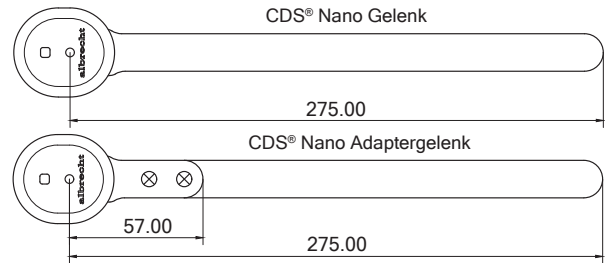 CDS® Nano Gelenk
albrecht
275.00
CDS® Nano Adaptergelenk
albrecht
57.00
275.00